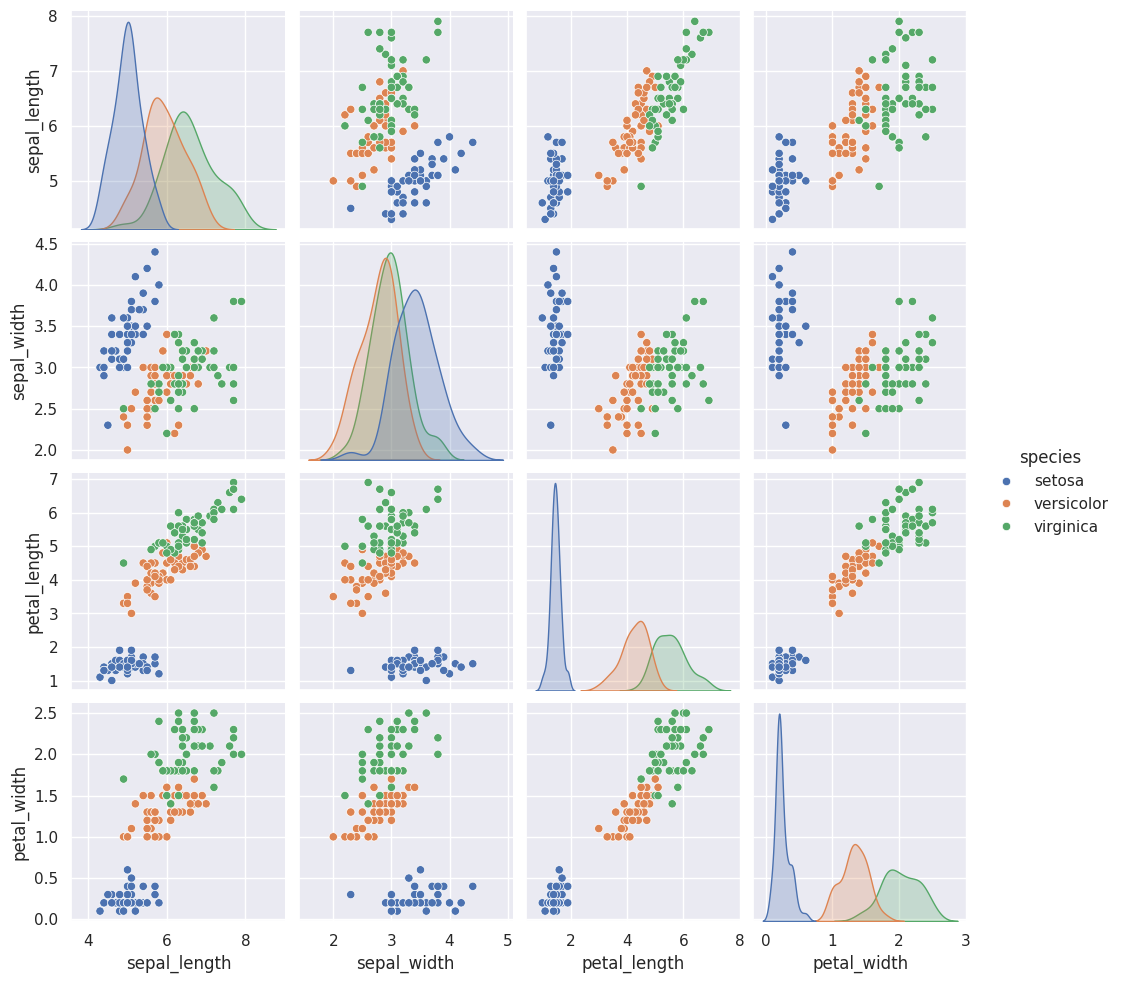 8
7
6
5
sepal_length
4.5
4.0
3.5
3.0
2.5
2.0
sepal_width
7
6
5
4
3
2
1
petal_length
species
setosa
versicolor
virginica
2.5
2.0
1.5
1.0
0.5
0.0
petal_width
4 6 8
2 3 4 5
2 4 6 8
0 1 2 3
sepal_length
sepal_width
petal_length
petal_width